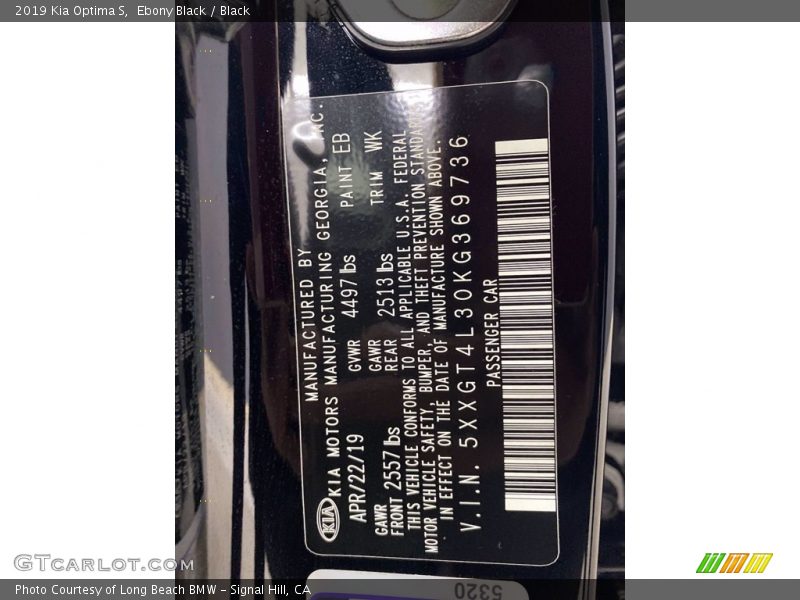 2019 Kia Optima S, Ebony Black / Black
MANUFACTURED BY
KIA KIA MOTORS MANUFACTURING GEORGIA, INC.
APR/22/19 GVWR 4497 lbs PAINT EB
GAWR FRONT 2557 lbs GAWR REAR 2513 lbs TRIM WK
THIS VEHICLE CONFORMS TO ALL APPLICABLE U.S.A. FEDERAL
MOTOR VEHICLE SAFETY, BUMPER, AND THEFT PREVENTION STANDARDS
IN EFFECT ON THE DATE OF MANUFACTURE SHOWN ABOVE.
V.I.N. 5XXGT4L30KG369736
PASSENGER CAR
5320
GTCarLot.com
Photo Courtesy of Long Beach BMW - Signal Hill, CA